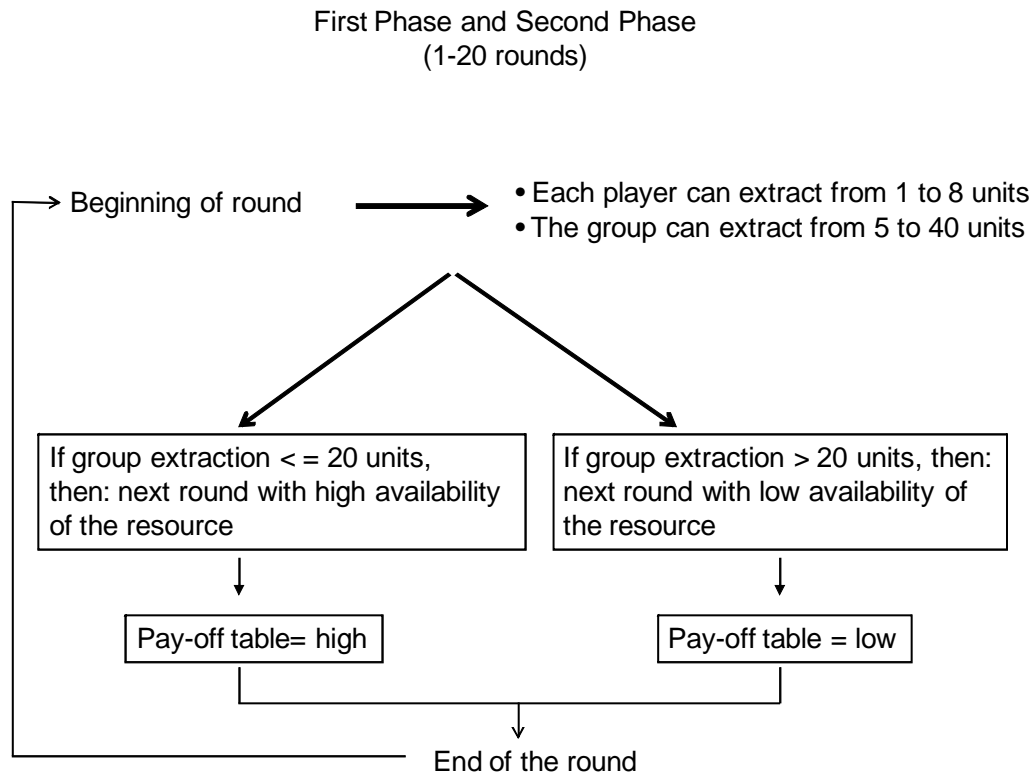 First Phase and Second Phase
(1-20 rounds)
Beginning of round
• Each player can extract from 1 to 8 units
• The group can extract from 5 to 40 units
If group extraction < = 20 units,
then: next round with high availability
of the resource
If group extraction > 20 units, then:
next round with low availability of
the resource
Pay-off table= high
Pay-off table = low
End of the round